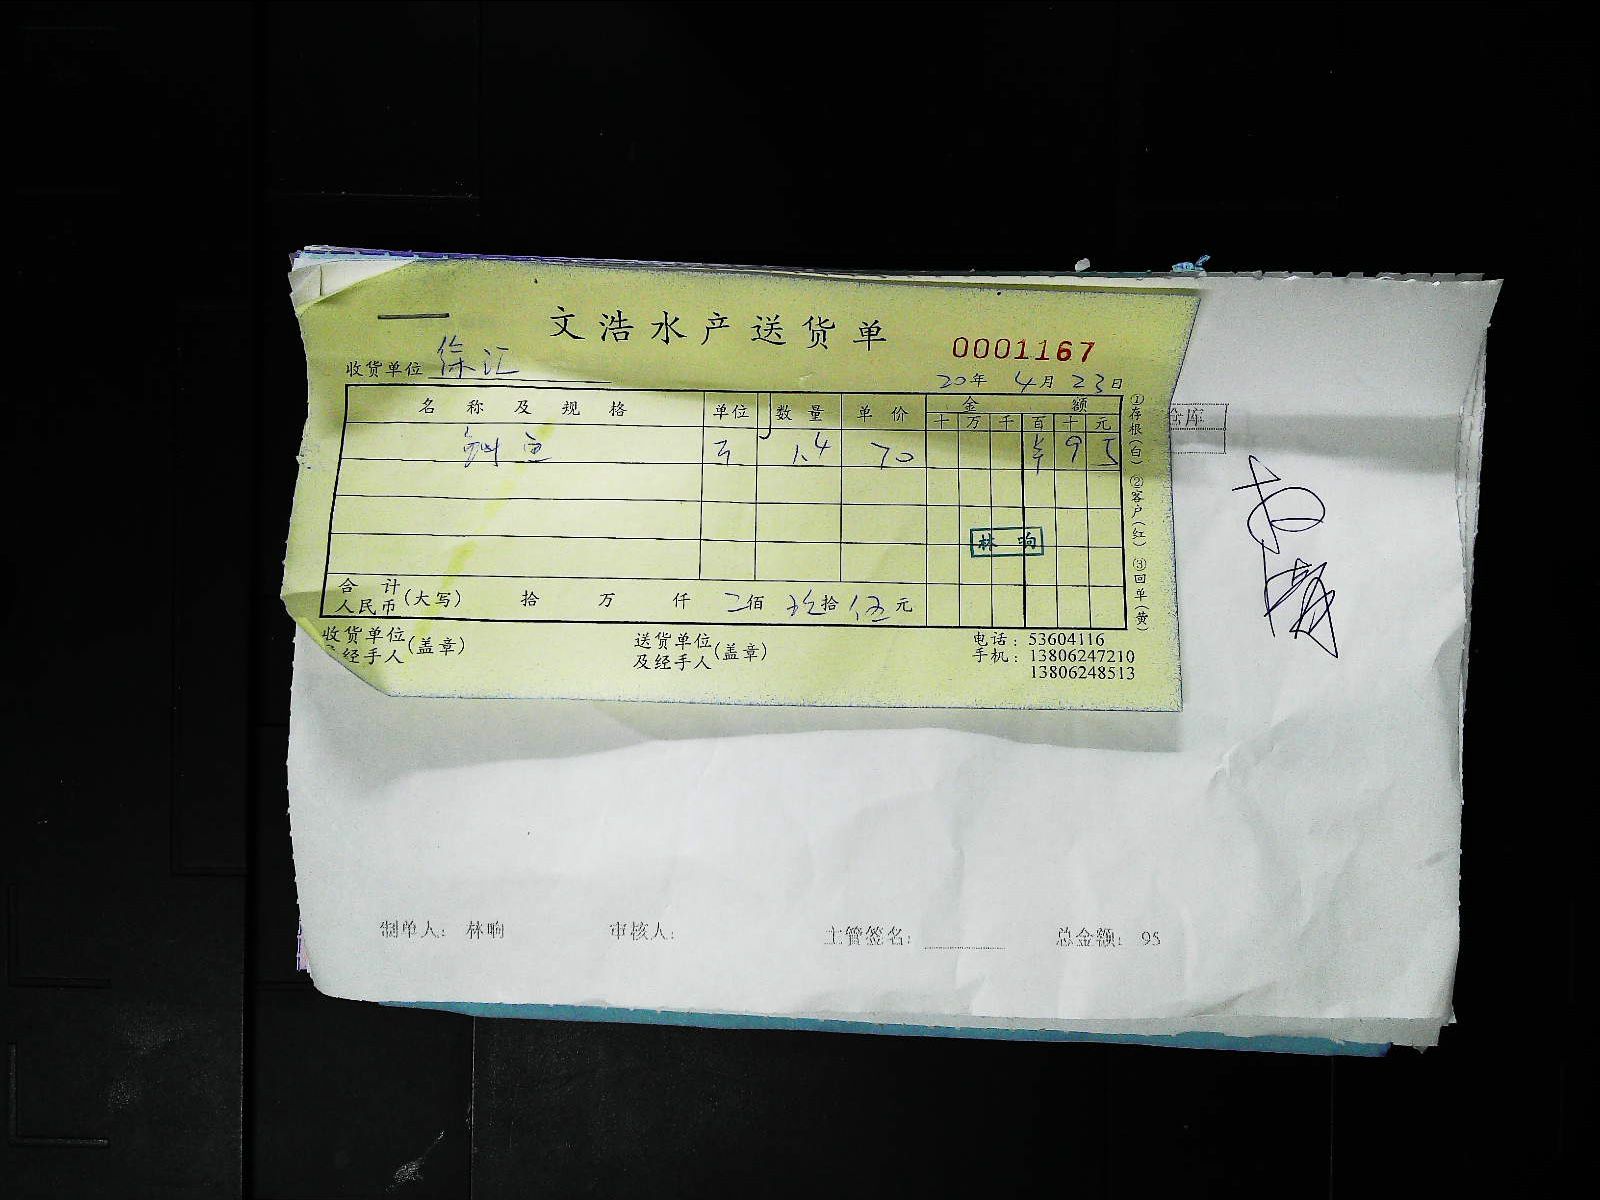 文浩水产送货单
0001167
收货单位 徐汇
20年 4月 23日
名称及规格 单位 数量 单价 金额
十 万 千 百 十 元
鱼 1.4 70 ¥ 9 5
林响
合计人民币(大写) 拾 万 仟 佰 玖拾 伍元
收货单位
经手人 (盖章)
送货单位
及经手人 (盖章)
电话：53604116
手机：13806247210
13806248513
①存根(白) ②客户(红) ③回单(黄)
仓库
制单人： 林晌 审核人： 主管签名： 总金额： 95